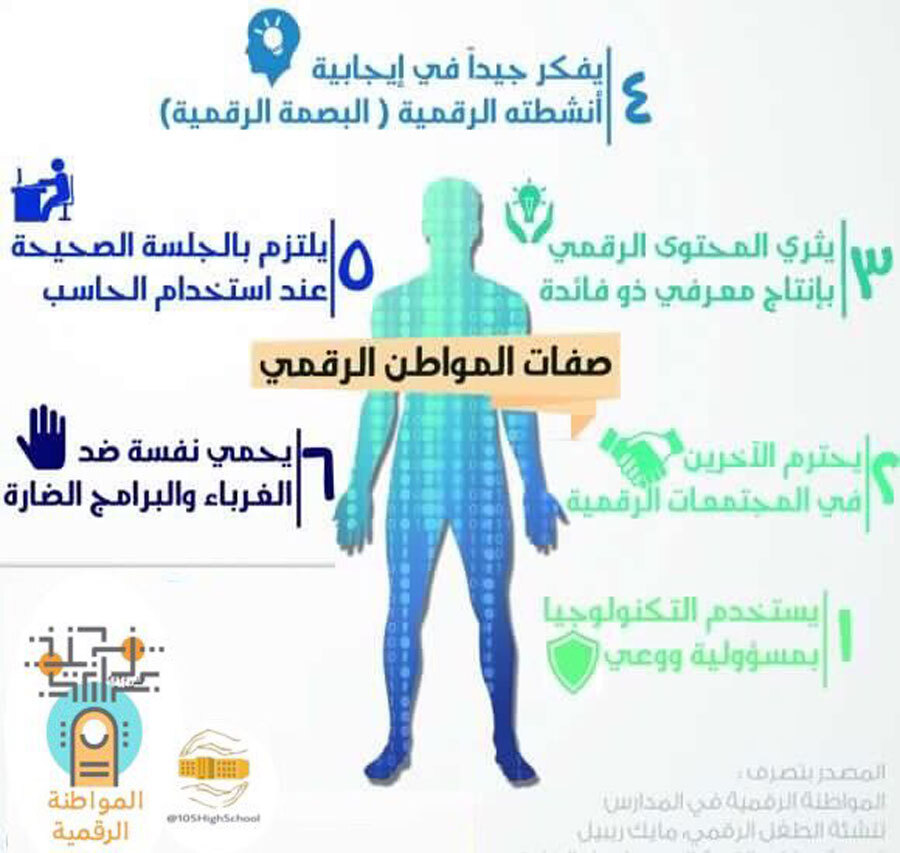 ٤
يفكر جيداً في إيجابية
أنشطته الرقمية ( البصمة الرقمية)
٣
يثري المحتوى الرقمي
بإنتاج معرفي ذو فائدة
٥
يلتزم بالجلسة الصحيحة
عند استخدام الحاسب
صفات المواطن الرقمي
٢
يحترم الآخرين
في المجتمعات الرقمية
٦
يحمي نفسة ضد
الغرباء والبرامج الضارة
١
يستخدم التكنولوجيا
بمسؤولية ووعي
المواطنة
الرقمية
@105HighSchool
المصدر بتصرف :
المواطنة الرقمية في المدارس
لتنشئة الطفل الرقمي، مايك ريبيل